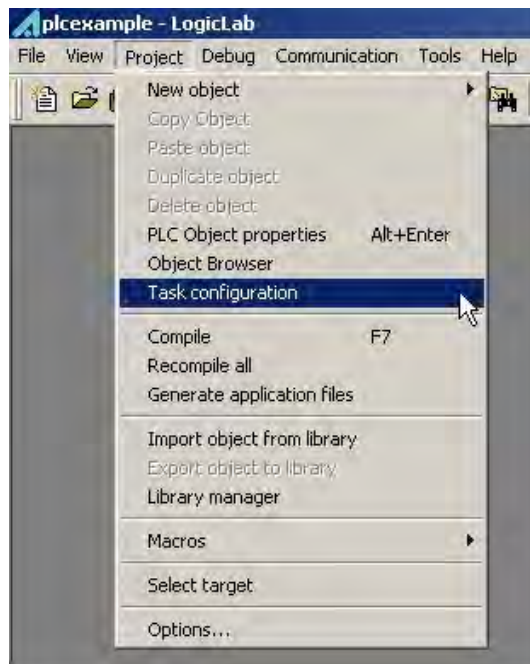 plcexample - LogicLab
File View Project Debug Communication Tools Help
New object
Copy Object
Paste object
Duplicate object
Delete object
PLC Object properties Alt+Enter
Object Browser
Task configuration
Compile F7
Recompile all
Generate application files
Import object from library
Export object to library
Library manager
Macros
Select target
Options...